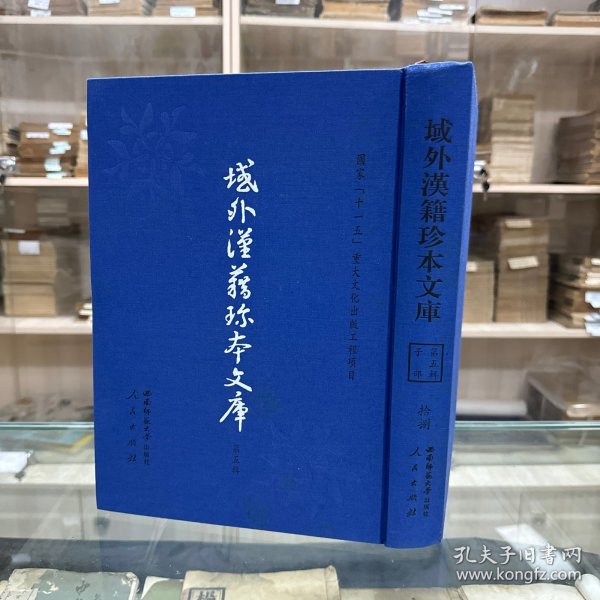 國家「十一五」重大文化出版工程項目
域外漢籍珍本文庫
第五輯
西南師範大學出版社
人民出版社
域外漢籍珍本文庫
第五輯
子部
拾捌
西南師範大學出版社
人民出版社
孔夫子旧书网
www.kongfz.com